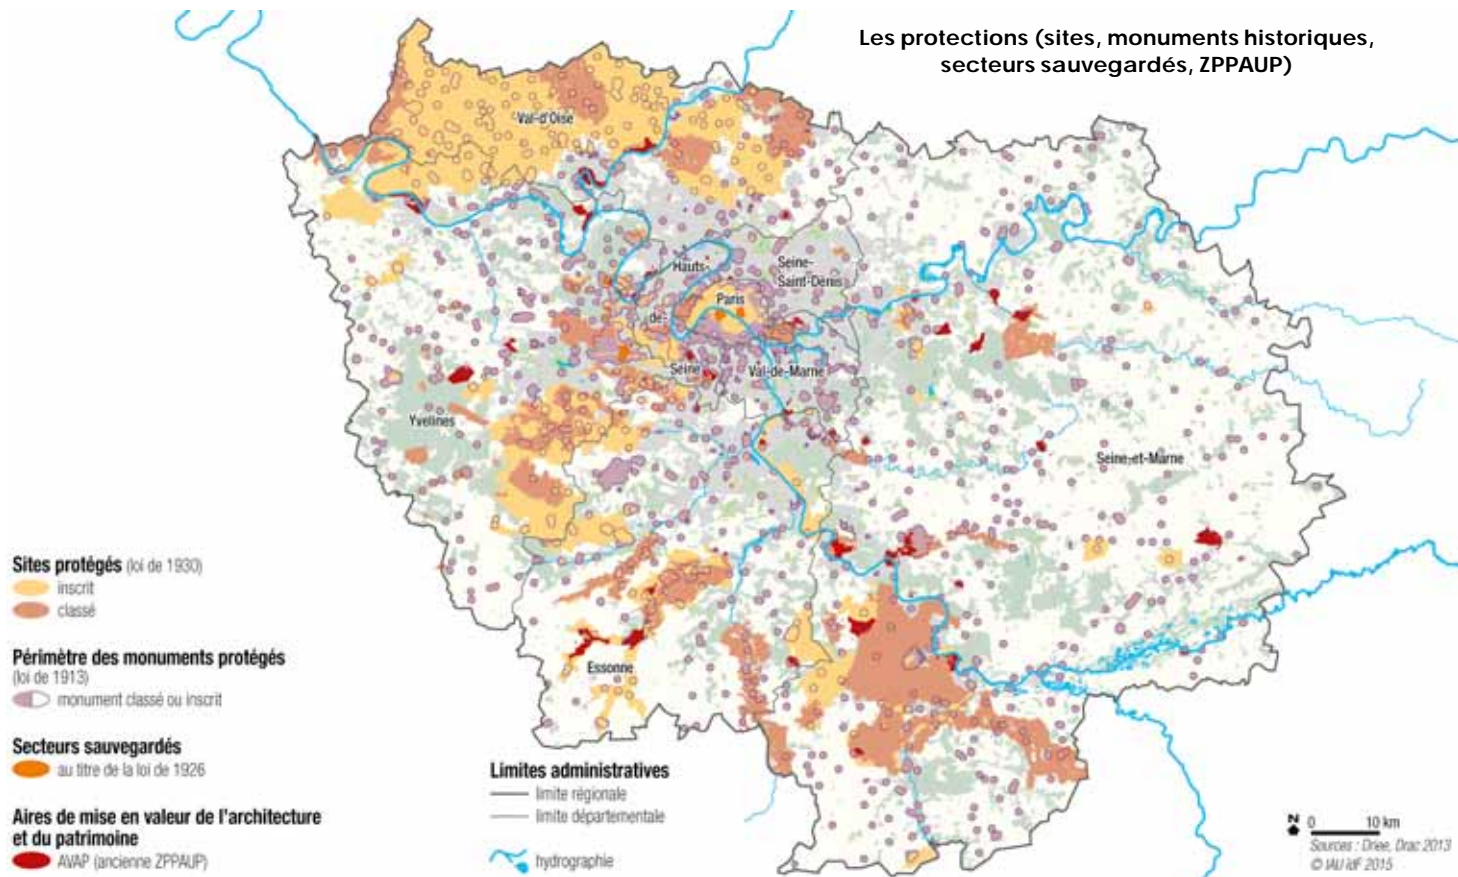 Les protections (sites, monuments historiques,
secteurs sauvegardés, ZPPAUP)
Val-d'Oise
Hauts-
Seine-
Saint-Denis
Paris
de-
Seine
Val-de-Marne
Yvelines
Seine-et-Marne
Essonne
Sites protégés (loi de 1930)
inscrit
classé
Périmètre des monuments protégés
(loi de 1913)
monument classé ou inscrit
Secteurs sauvegardés
au titre de la loi de 1926
Aires de mise en valeur de l'architecture
et du patrimoine
AVAP (ancienne ZPPAUP)
Limites administratives
limite régionale
limite départementale
hydrographie
N 0 10 km
Sources : Driee, Drac 2013
© IAU îdF 2015